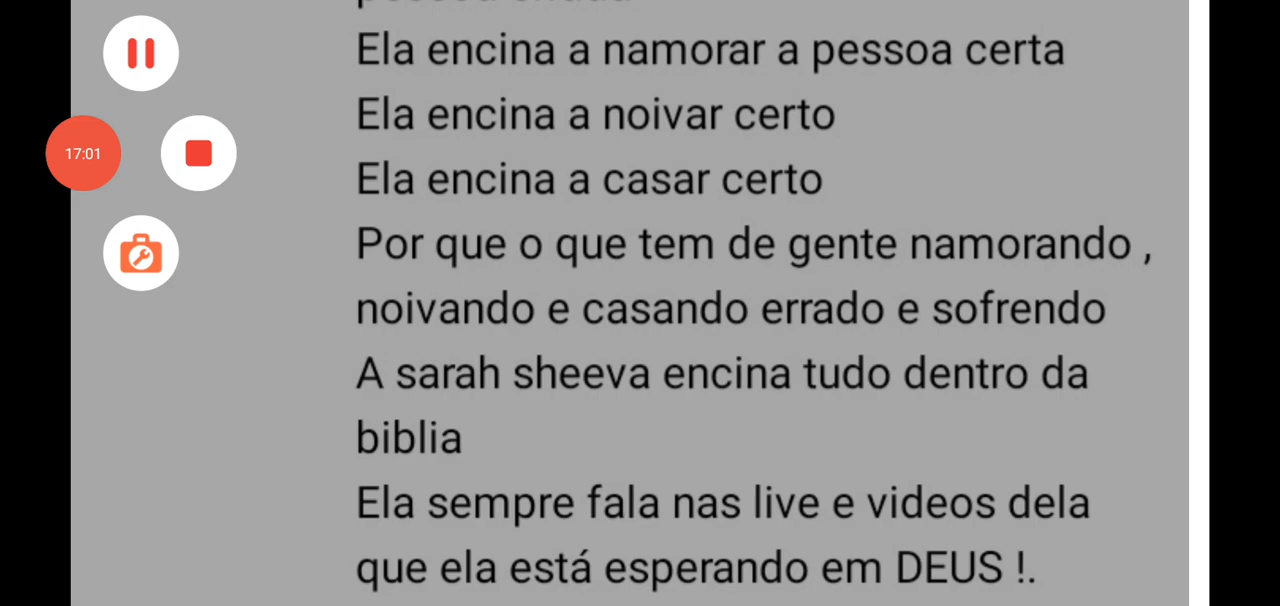 Ela encina a namorar a pessoa certa
Ela encina a noivar certo
Ela encina a casar certo
Por que o que tem de gente namorando ,
noivando e casando errado e sofrendo
A sarah sheeva encina tudo dentro da
biblia
Ela sempre fala nas live e videos dela
que ela está esperando em DEUS !.
17:01